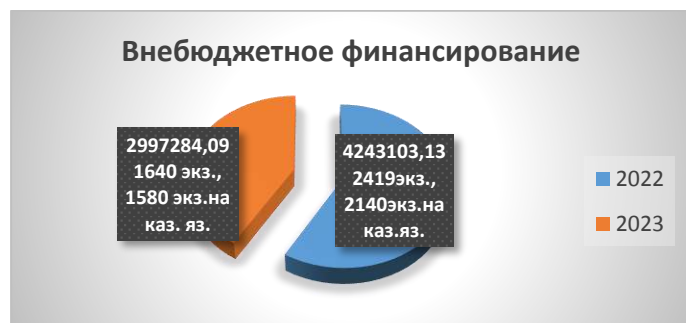 Внебюджетное финансирование
2997284,09
1640 экз.,
1580 экз.на
каз. яз.
4243103,13
2419экз.,
2140экз.на
каз.яз.
2022
2023